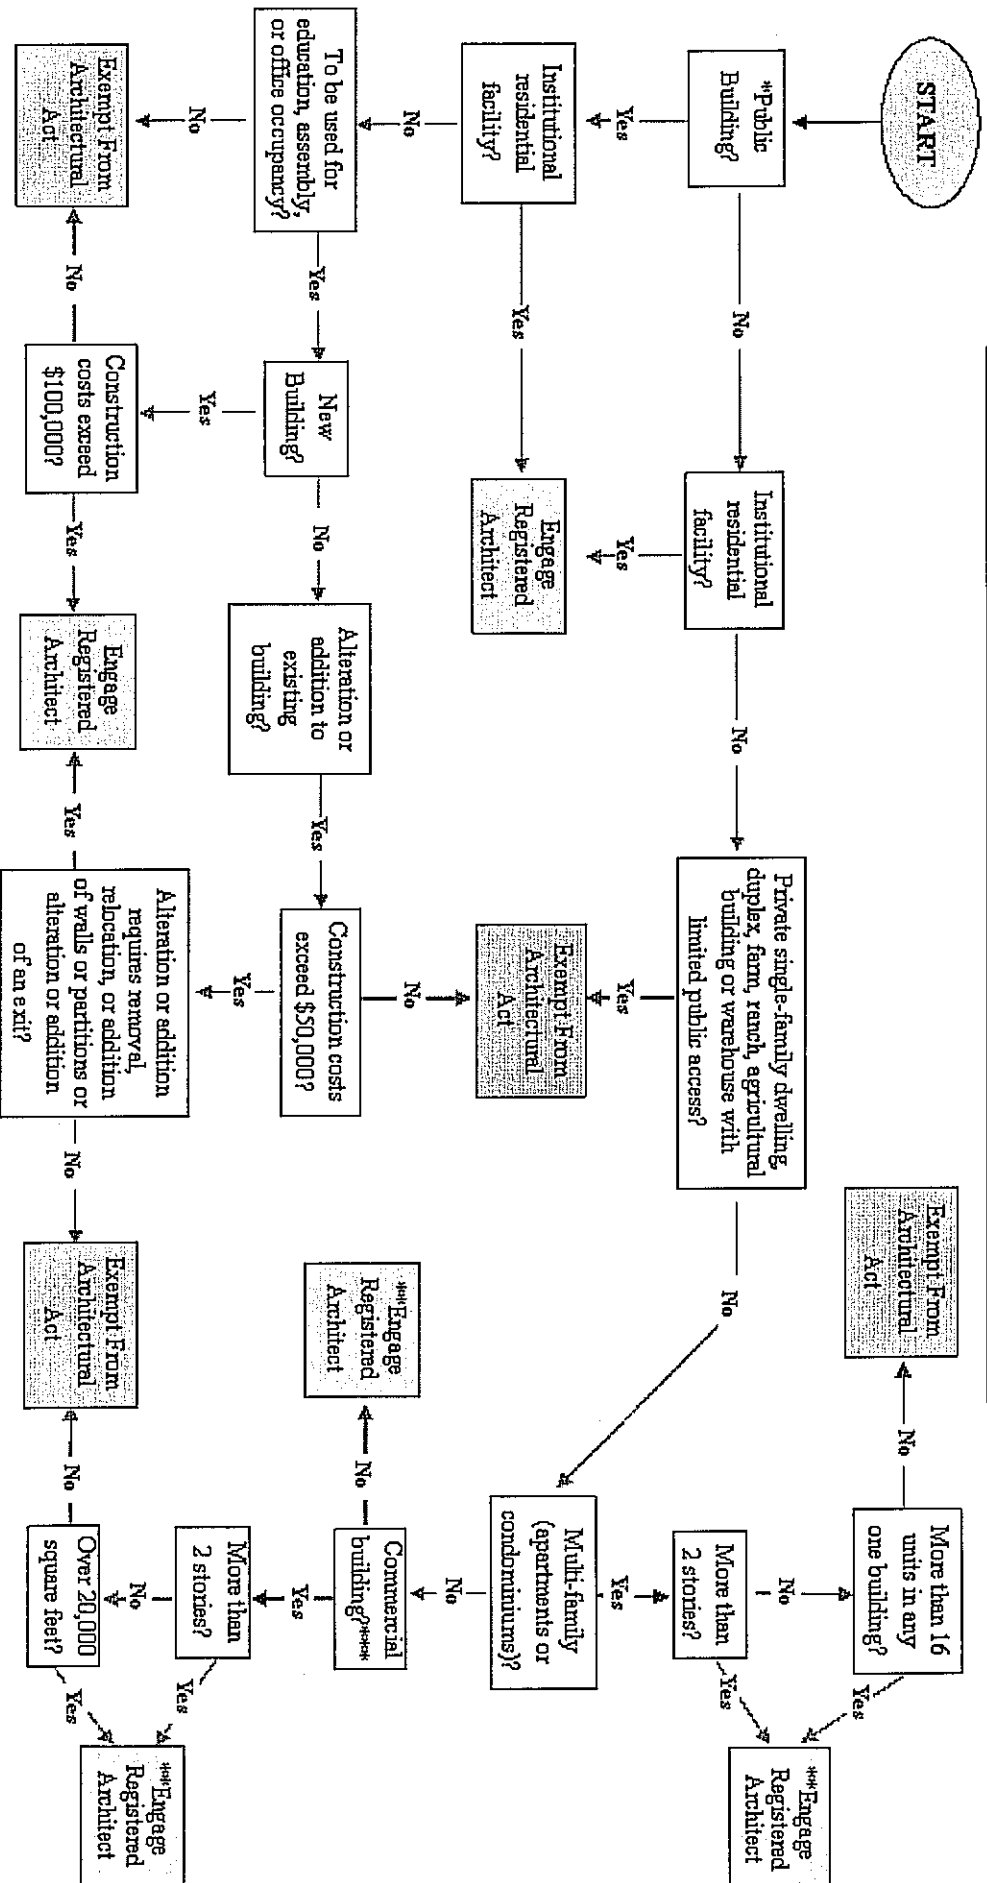 START
*Public
Building?
No
Institutional
residential
facility?
No
Private single-family dwelling,
duplex, farm, ranch, agricultural
building or warehouse with
limited public access?
No
Exempt From
Architectural
Act
No
More than 16
units in any
one building?
Yes
**Engage
Registered
Architect
Yes
Institutional
residential
facility?
Yes
Engage
Registered
Architect
Yes
Yes
Exempt From
Architectural
Act
No
More than
2 stories?
Yes
Yes
Multi-family
(apartments or
condominiums)?
No
No
To be used for
education, assembly,
or office occupancy?
Yes
New
Building?
No
Alteration or
addition to
existing
building?
Yes
Construction costs
exceed $50,000?
No
**Engage
Registered
Architect
No
Commercial
building?***
Yes
More than
2 stories?
Yes
**Engage
Registered
Architect
No
Exempt From
Architectural
Act
No
Construction
costs exceed
$100,000?
Yes
Yes
Engage
Registered
Architect
Yes
Alteration or addition
requires removal,
relocation, or addition
of walls or partitions or
alteration or addition
of an exit?
Yes
No
Exempt From
Architectural
Act
No
Over 20,000
square feet?
No
Yes